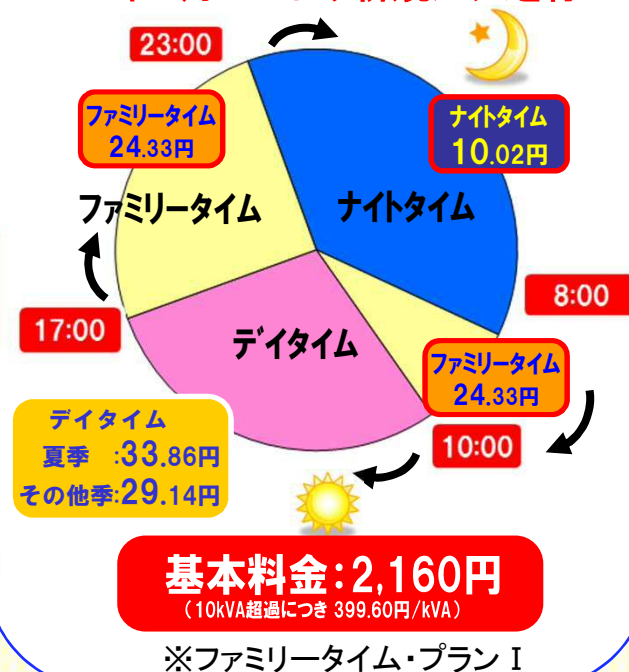 23:00
ファミリータイム
24.33円
ナイトタイム
10.02円
ファミリータイム
ナイトタイム
8:00
17:00
デイタイム
ファミリータイム
24.33円
デイタイム
夏季 :33.86円
その他季:29.14円
10:00
基本料金:2,160円
(10kVA超過につき 399.60円/kVA)
※ファミリータイム・プランⅠ